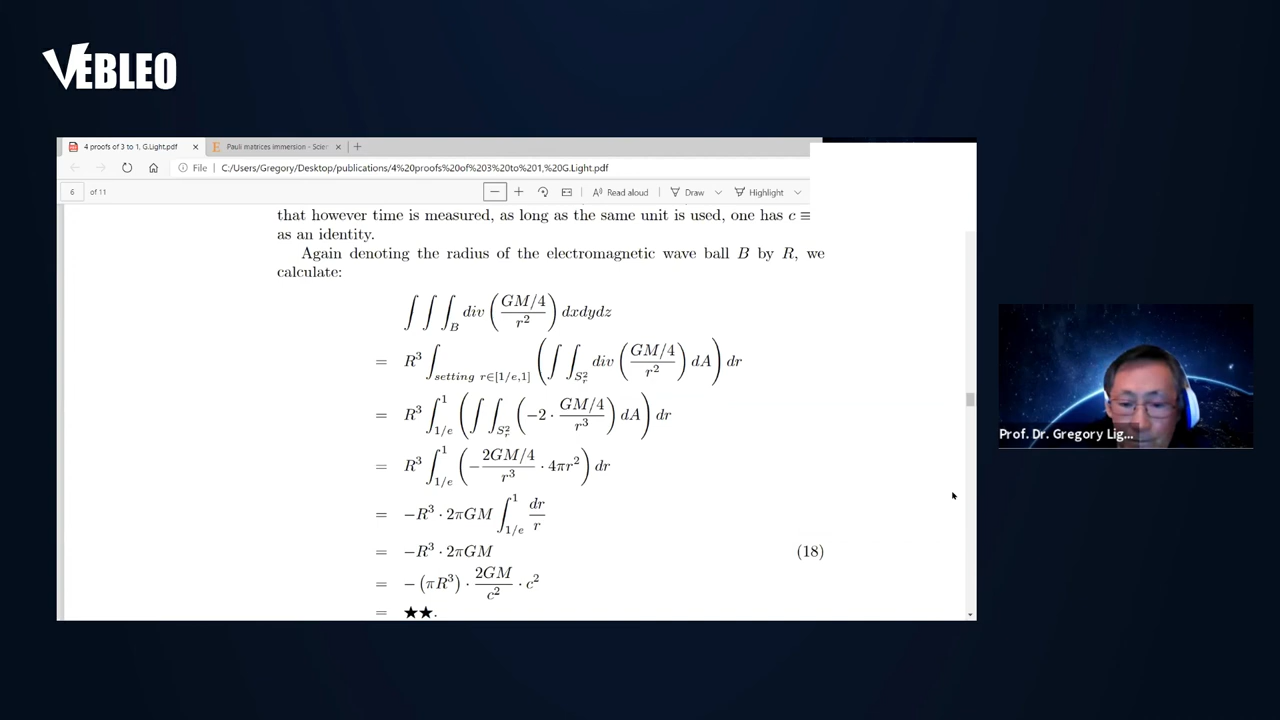 VEBLEO
4 proofs of 3 to 1, G.Light.pdf
Pauli matrices immersion - Scier
File
C:/Users/Gregory/Desktop/publications/4%20proofs%20of%203%20to%201,%20G.Light.pdf
6 of 11
Read aloud
Draw
Highlight
that however time is measured, as long as the same unit is used, one has c ≡
as an identity.
Again denoting the radius of the electromagnetic wave ball B by R, we
calculate:
∫∫∫_B div ( (GM/4)/r² ) dxdydz
= R³ ∫_{setting r∈[1/e,1]} ( ∫∫_{S²_r} div ( (GM/4)/r² ) dA ) dr
= R³ ∫_{1/e}^{1} ( ∫∫_{S²_r} ( −2 · (GM/4)/r³ ) dA ) dr
= R³ ∫_{1/e}^{1} ( − (2GM/4)/r³ · 4πr² ) dr
= −R³ · 2πGM ∫_{1/e}^{1} dr/r
= −R³ · 2πGM (18)
= − (πR³) · 2GM/c² · c²
= ★★.
Prof. Dr. Gregory Lig...